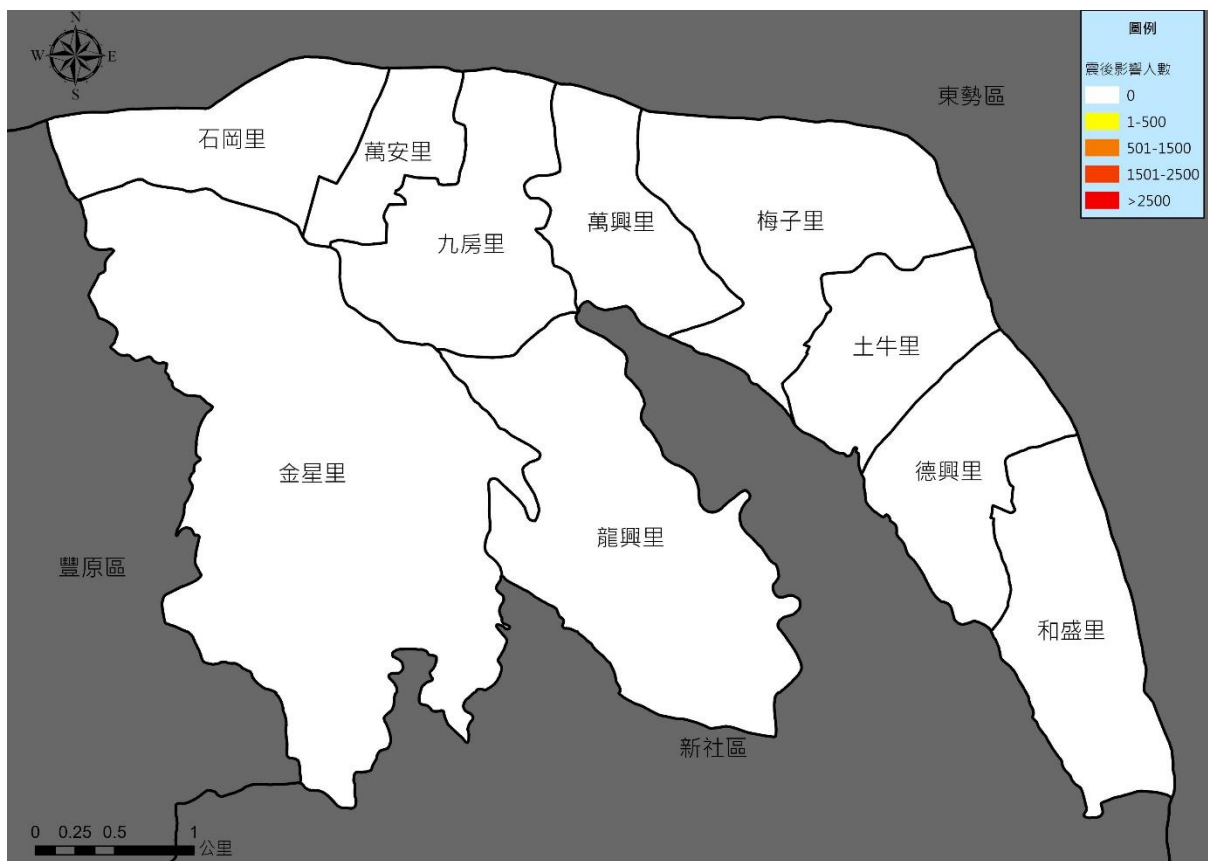 N
W E
S
圖例
震後影響人數
0
1-500
501-1500
1501-2500
>2500
東勢區
石岡里
萬安里
九房里
萬興里
梅子里
土牛里
金星里
德興里
龍興里
豐原區
和盛里
新社區
0 0.25 0.5 1
公里